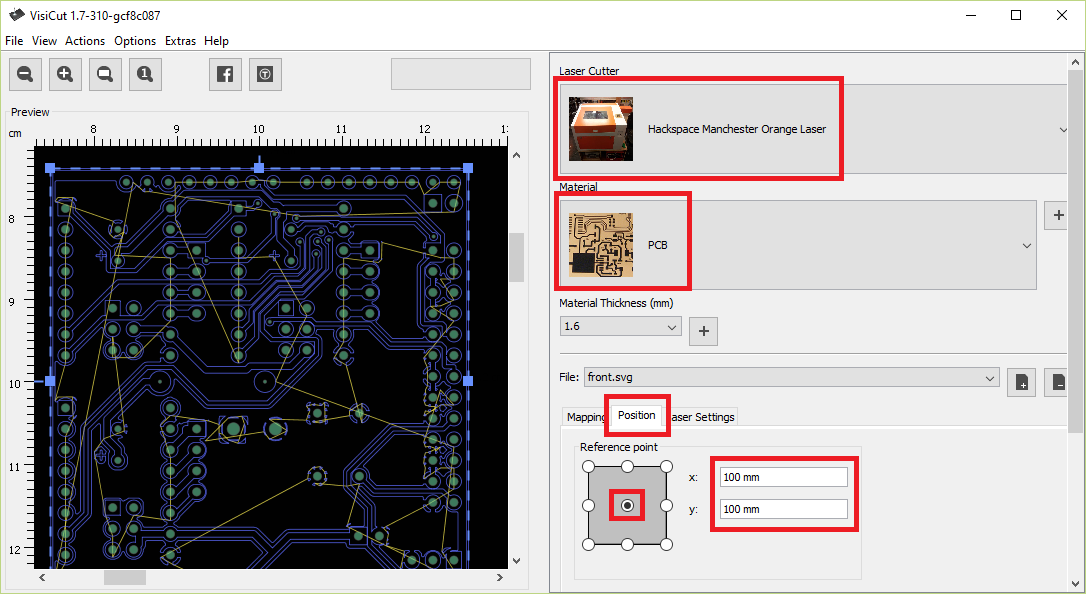 VisiCut 1.7-310-gcf8c087
File View Actions Options Extras Help
1
Preview
cm
8 9 10 11 12
8
9
10
11
12
Laser Cutter
Hackspace Manchester Orange Laser
Material
PCB
Material Thickness (mm)
1.6
File: front.svg
Mapping Position aser Settings
Reference point
x: 100 mm
y: 100 mm